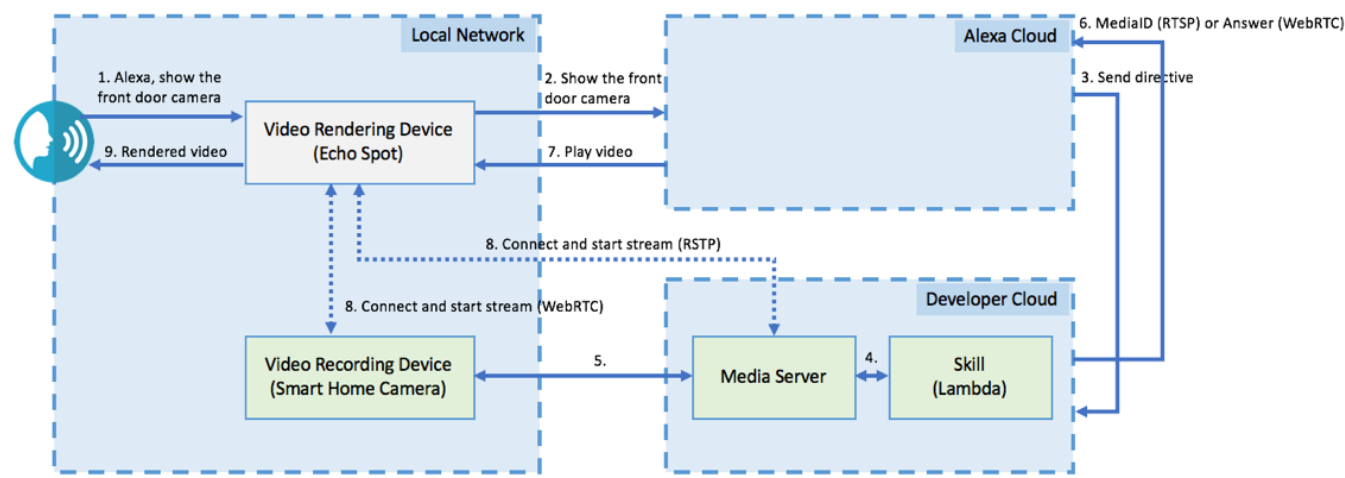 Local Network
Alexa Cloud
6. MediaID (RTSP) or Answer (WebRTC)
1. Alexa, show the
front door camera
2. Show the front
door camera
3. Send directive
Video Rendering Device
(Echo Spot)
9. Rendered video
7. Play video
8. Connect and start stream (RSTP)
8. Connect and start stream (WebRTC)
Developer Cloud
Video Recording Device
(Smart Home Camera)
5.
Media Server
4.
Skill
(Lambda)